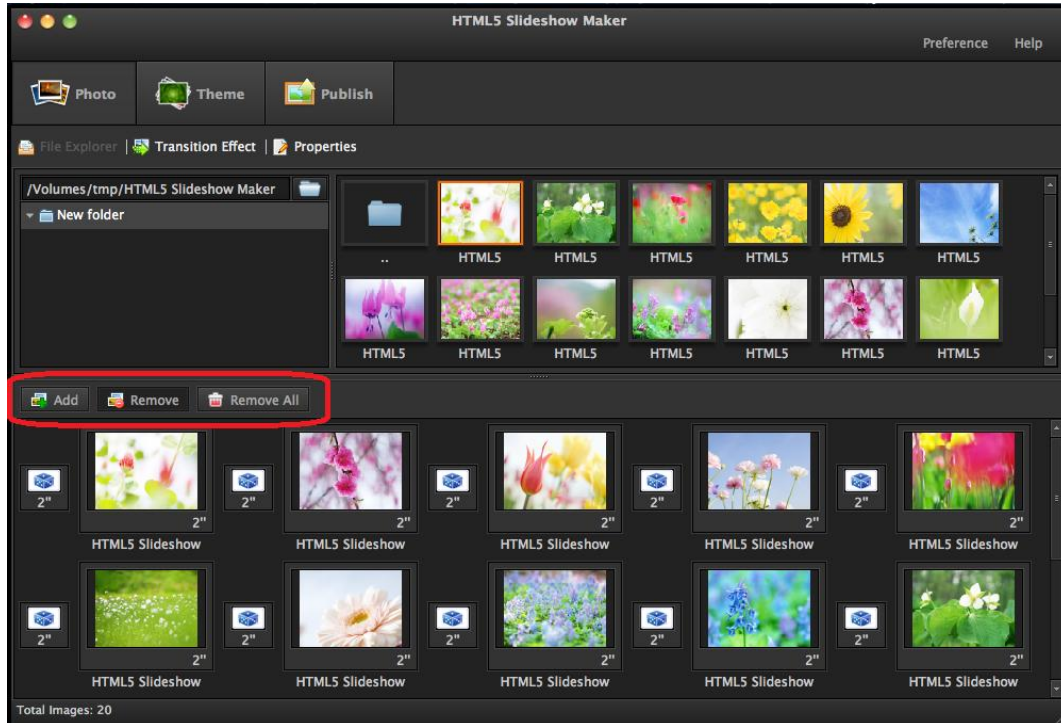 HTML5 Slideshow Maker
Preference Help
Photo Theme Publish
File Explorer | Transition Effect | Properties
/Volumes/tmp/HTML5 Slideshow Maker
New folder
.. HTML5 HTML5 HTML5 HTML5 HTML5 HTML5
HTML5 HTML5 HTML5 HTML5 HTML5 HTML5 HTML5
Add Remove Remove All
2" 2" 2" 2" 2"
2" 2" 2" 2" 2"
HTML5 Slideshow HTML5 Slideshow HTML5 Slideshow HTML5 Slideshow HTML5 Slideshow
2" 2" 2" 2" 2"
2" 2" 2" 2" 2"
HTML5 Slideshow HTML5 Slideshow HTML5 Slideshow HTML5 Slideshow HTML5 Slideshow
Total Images: 20